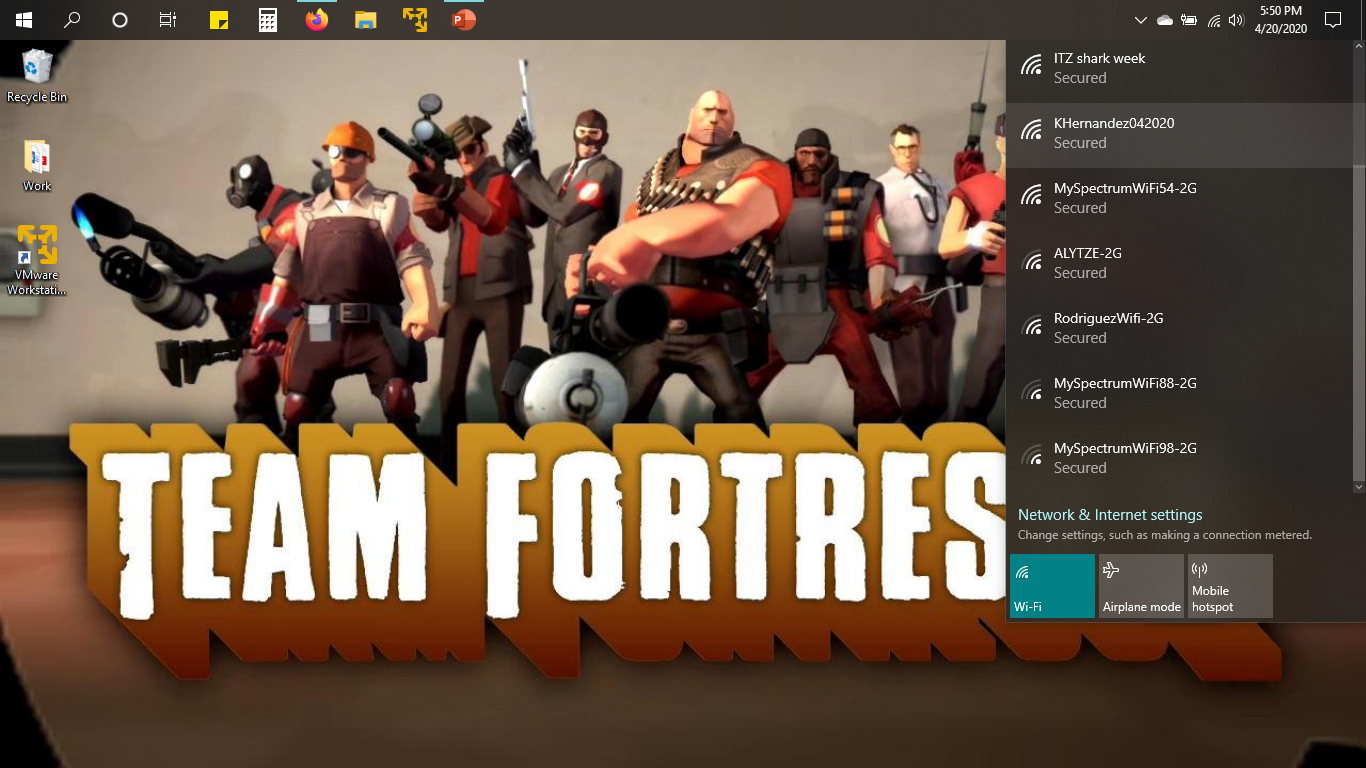 5:50 PM
4/20/2020
Recycle Bin
Work
VMware
Workstati...
ITZ shark week
Secured
KHernandez042020
Secured
MySpectrumWiFi54-2G
Secured
ALYTZE-2G
Secured
RodriguezWifi-2G
Secured
MySpectrumWiFi88-2G
Secured
MySpectrumWiFi98-2G
Secured
Network & Internet settings
Change settings, such as making a connection metered.
Wi-Fi
Airplane mode
Mobile
hotspot
TEAM FORTRES